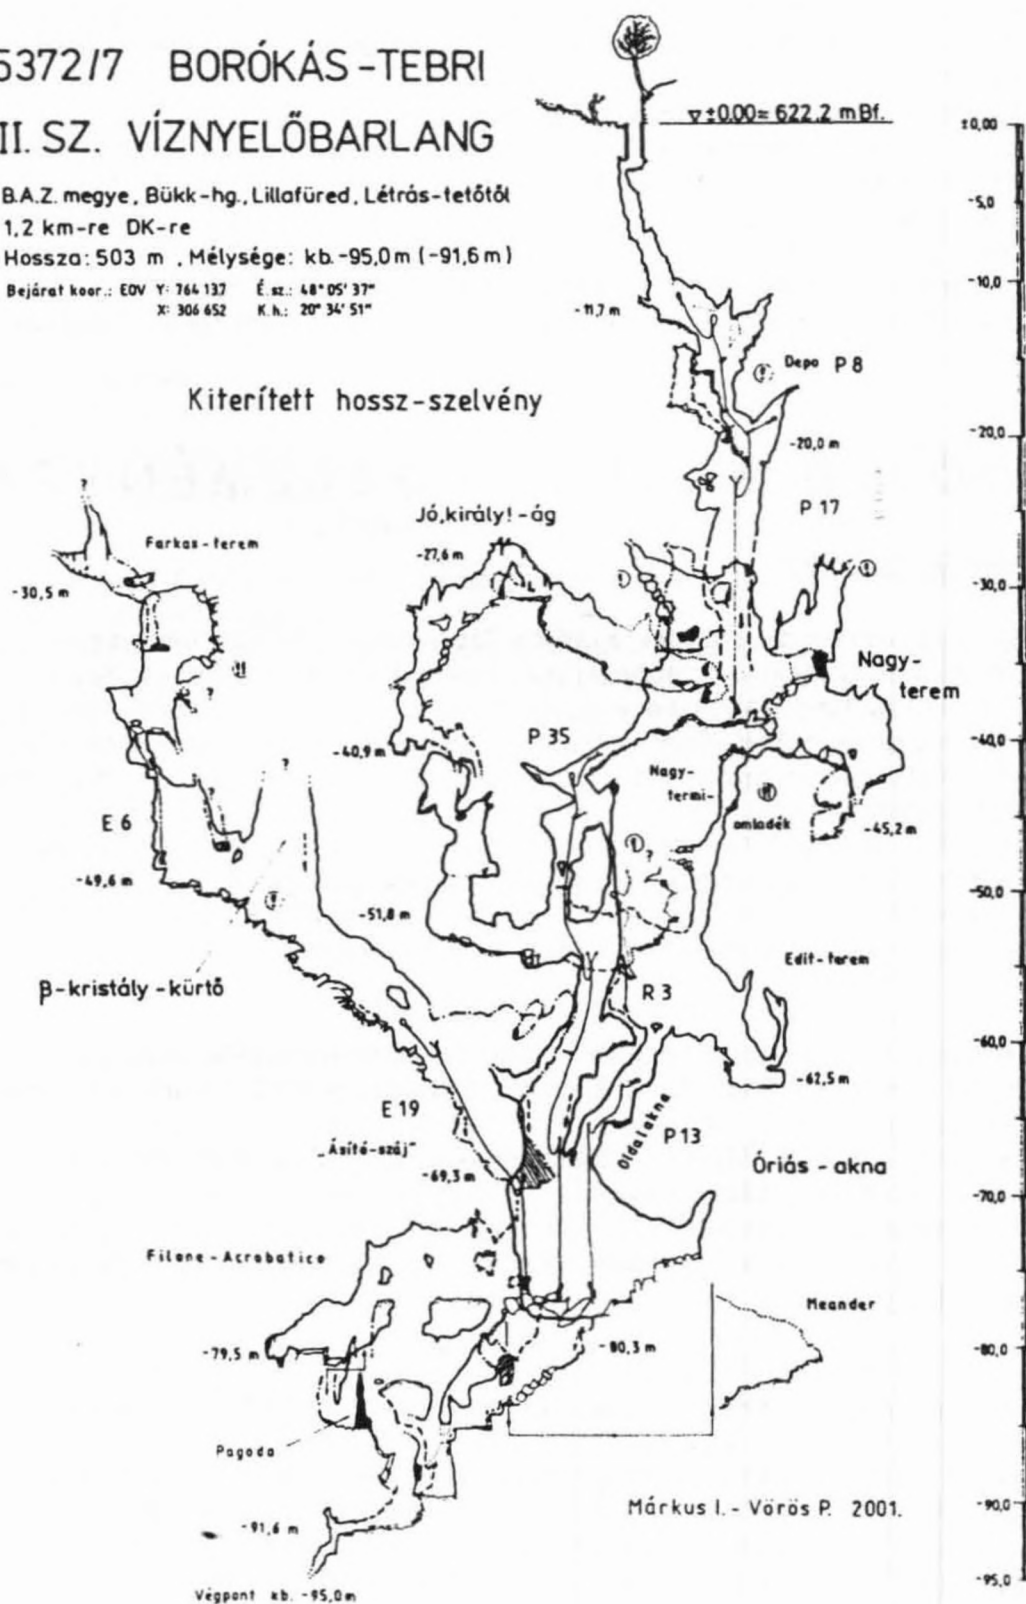 5372/7 BORÓKÁS-TEBRI
II. SZ. VÍZNYELŐBARLANG
B.A.Z. megye, Bükk-hg., Lillafüred, Létrás-tetőtől
1,2 km-re DK-re
Hossza: 503 m , Mélysége: kb. -95,0m (-91,6m)
Bejárat koor.: EOV Y: 764 137 É.sz.: 48° 05' 37"
X: 306 652 K.h.: 20° 34' 51"
Kiterített hossz-szelvény
±0.00 = 622.2 mBf.
±0,00
-5,0
-10,0
-11,7 m
Depo P 8
-20,0
-20,0 m
P 17
?
Jó, király!-ág
Farkas-terem
-27,6 m
-30,5 m
-30,0
Nagy-
terem
?
P 35
-40,9 m
-40,0
Nagy-
termi-
omladék
?
?
E 6
-45,2 m
?
-49,6 m
-50,0
-51,8 m
Edit-terem
β-kristály-kürtő
R 3
-60,0
-62,5 m
E 19
Oldalakna
P 13
"Ásító-száj"
Óriás-akna
-69,3 m
-70,0
Filone-Acrobatico
Meander
-79,5 m
-80,3 m
-80,0
Pagoda
Márkus I. - Vörös P. 2001.
-90,0
-91,6 m
-95,0
Végpont kb. -95,0m